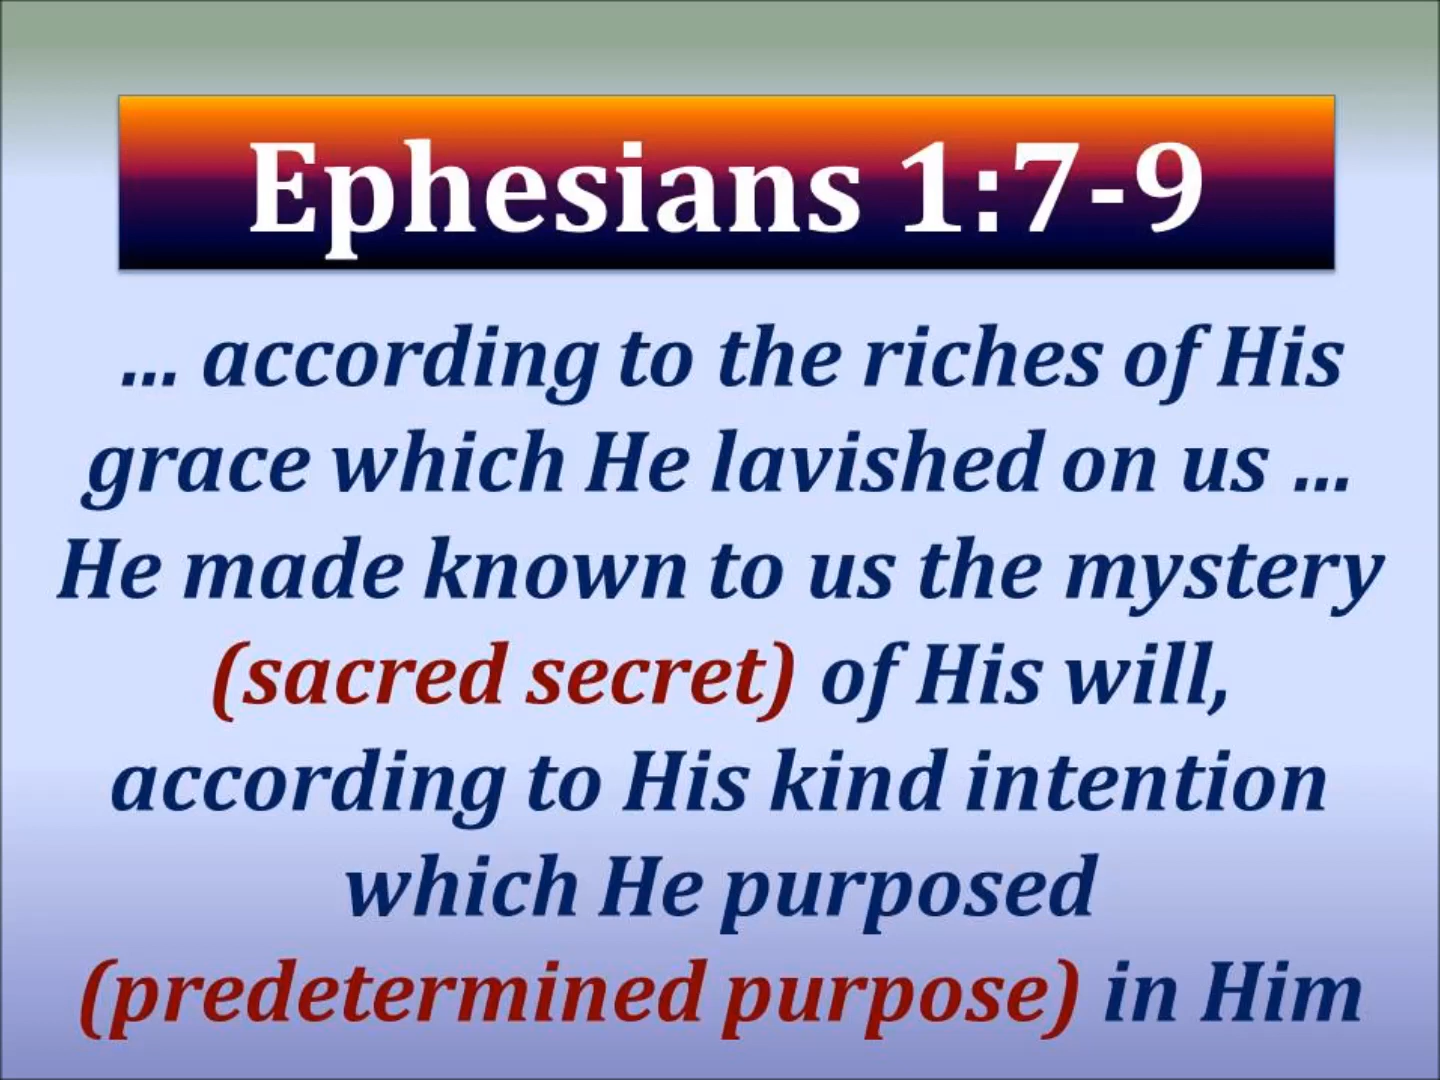 Ephesians 1:7-9
... according to the riches of His
grace which He lavished on us ...
He made known to us the mystery
(sacred secret) of His will,
according to His kind intention
which He purposed
(predetermined purpose) in Him